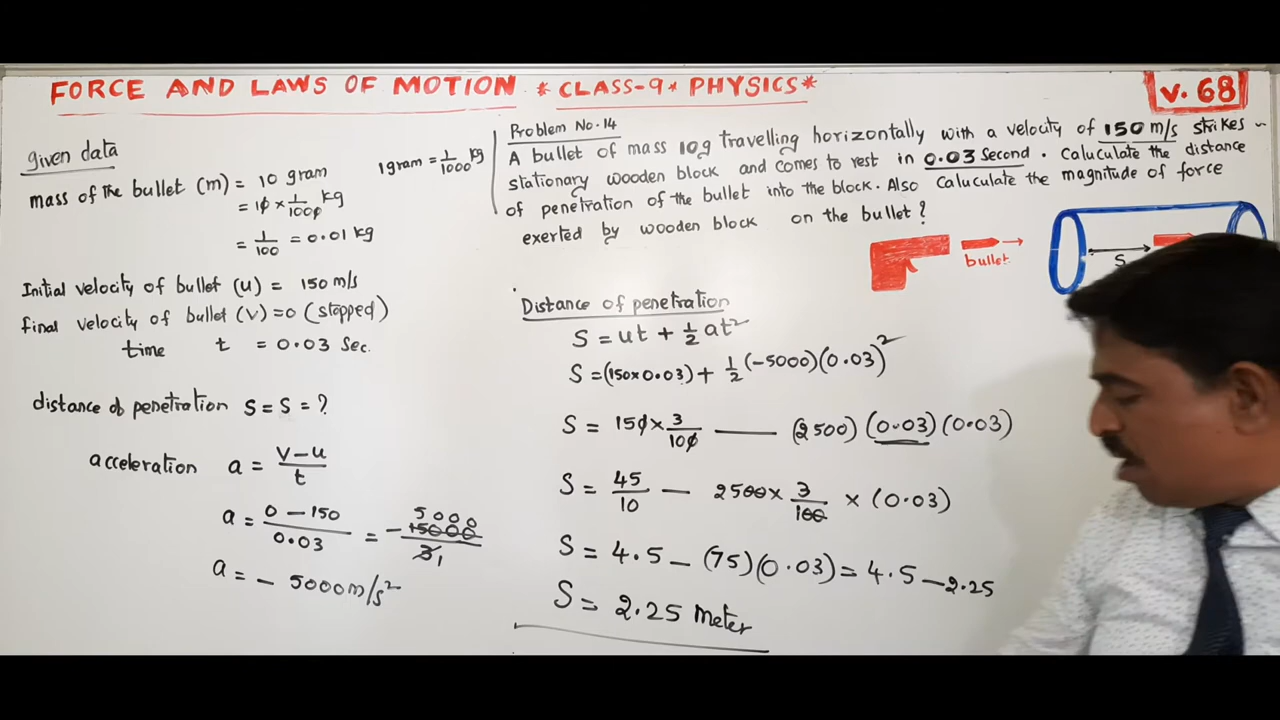 FORCE AND LAWS OF MOTION * CLASS-9 * PHYSICS *
V. 68
given data
mass of the bullet (m) = 10 gram
1 gram = 1/1000 kg
= 10 × 1/1000 kg
= 1/100 = 0.01 kg
Initial velocity of bullet (u) = 150 m/s
final velocity of bullet (v) = 0 (stopped)
time t = 0.03 Sec.
distance of penetration S = S = ?
acceleration a = v-u/t
a = 0 - 150/0.03 = - 15000/3 5000 1
a = - 5000 m/s²
Problem No. 14
A bullet of mass 10g travelling horizontally with a velocity of 150 m/s strikes
stationary wooden block and comes to rest in 0.03 Second. Caluculate the distance
of penetration of the bullet into the block. Also Caluculate the magnitude of force
exerted by wooden block on the bullet?
bullet
S
Distance of penetration
S = ut + 1/2 at²
S = (150×0.03) + 1/2 (-5000)(0.03)²
S = 150 × 3/100 — (2500)(0.03)(0.03)
S = 45/10 — 2500 × 3/100 × (0.03)
S = 4.5 - (75)(0.03) = 4.5 - 2.25
S = 2.25 Meter